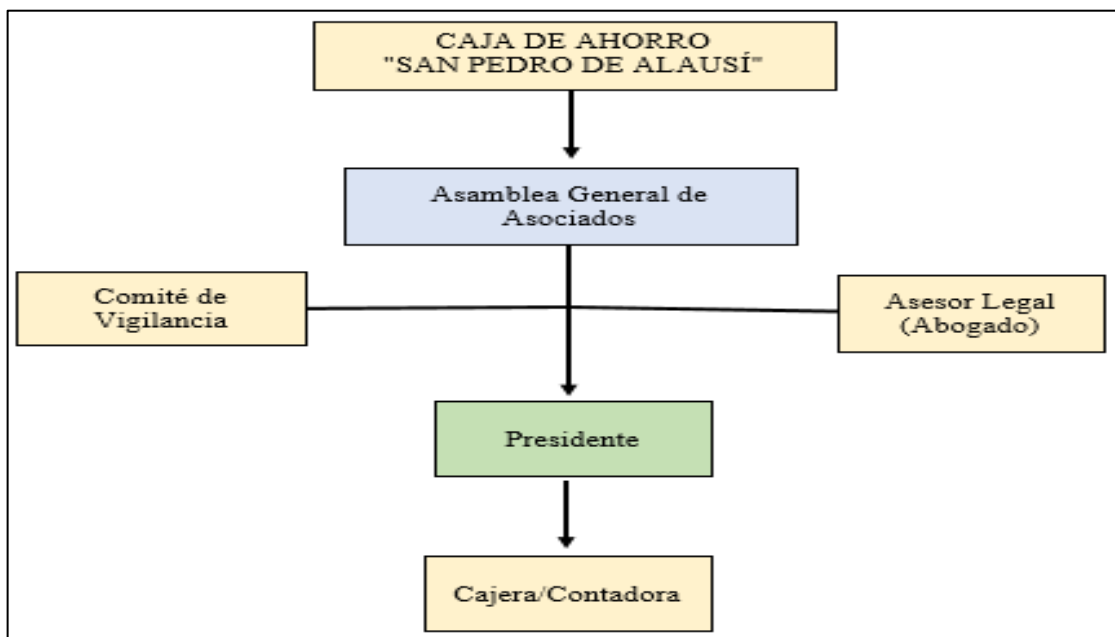 CAJA DE AHORRO
"SAN PEDRO DE ALAUSÍ"
Asamblea General de
Asociados
Comité de
Vigilancia
Asesor Legal
(Abogado)
Presidente
Cajera/Contadora